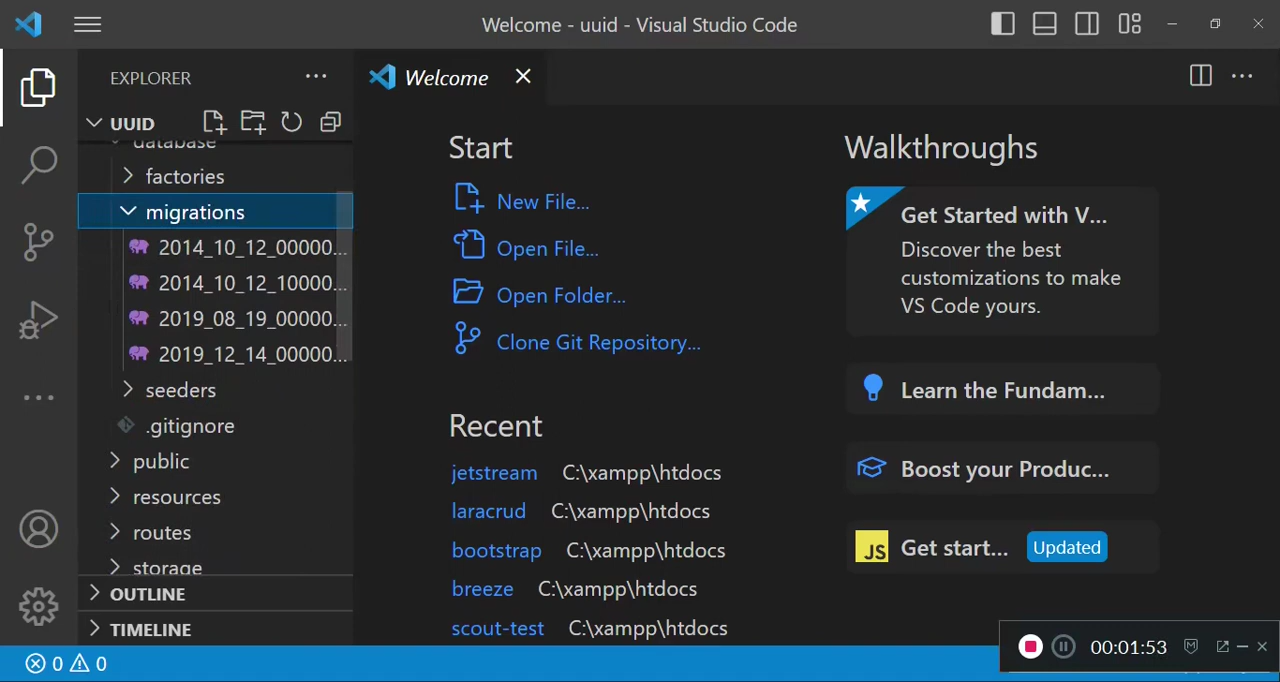 Welcome - uuid - Visual Studio Code
EXPLORER
Welcome
UUID
database
factories
migrations
2014_10_12_00000...
2014_10_12_10000...
2019_08_19_00000...
2019_12_14_00000...
seeders
.gitignore
public
resources
routes
storage
OUTLINE
TIMELINE
Start
New File...
Open File...
Open Folder...
Clone Git Repository...
Recent
jetstream C:\xampp\htdocs
laracrud C:\xampp\htdocs
bootstrap C:\xampp\htdocs
breeze C:\xampp\htdocs
scout-test C:\xampp\htdocs
Walkthroughs
Get Started with V...
Discover the best
customizations to make
VS Code yours.
Learn the Fundam...
Boost your Produc...
JS Get start... Updated
00:01:53
0 0